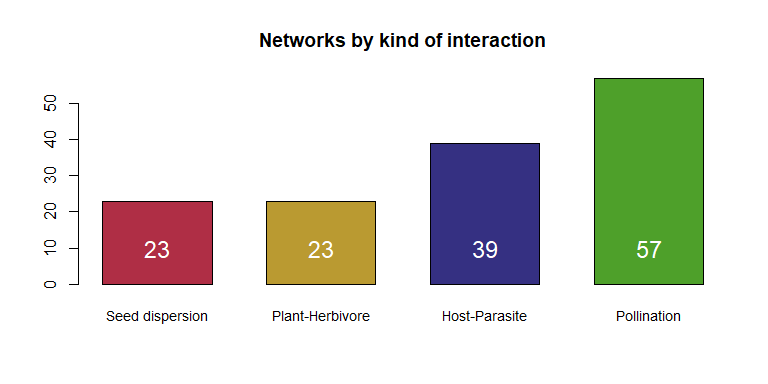 Networks by kind of interaction
50
40
30
20
10
0
23
23
39
57
Seed dispersion
Plant-Herbivore
Host-Parasite
Pollination